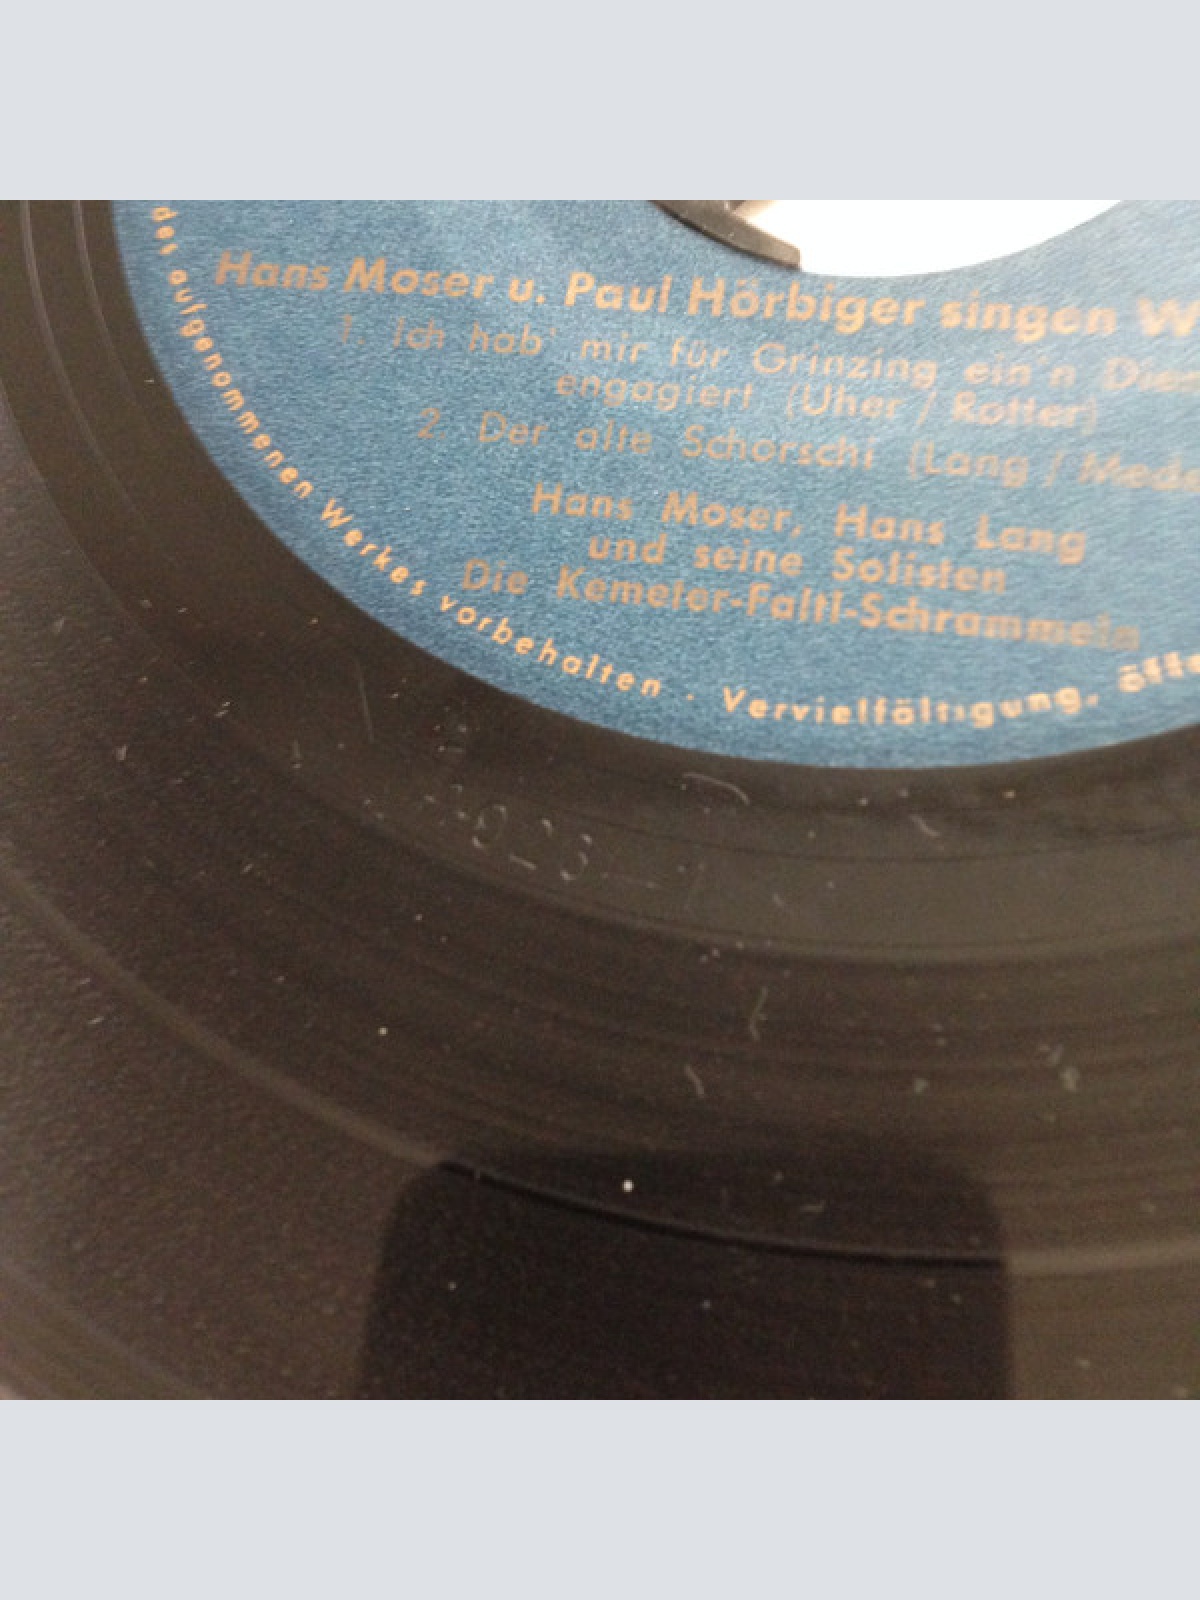 Hans Moser u. Paul Hörbiger singen
1. Ich hab' mir für Grinzing ein'n
engagiert (Uher / Rotter)
2. Der alte Schorschi (Lang /
Hans Moser, Hans Lang
und seine Solisten
Die Kemeter-Faltl-Schrammeln
des aufgenommenen Werkes vorbehalten · Vervielfältigung,